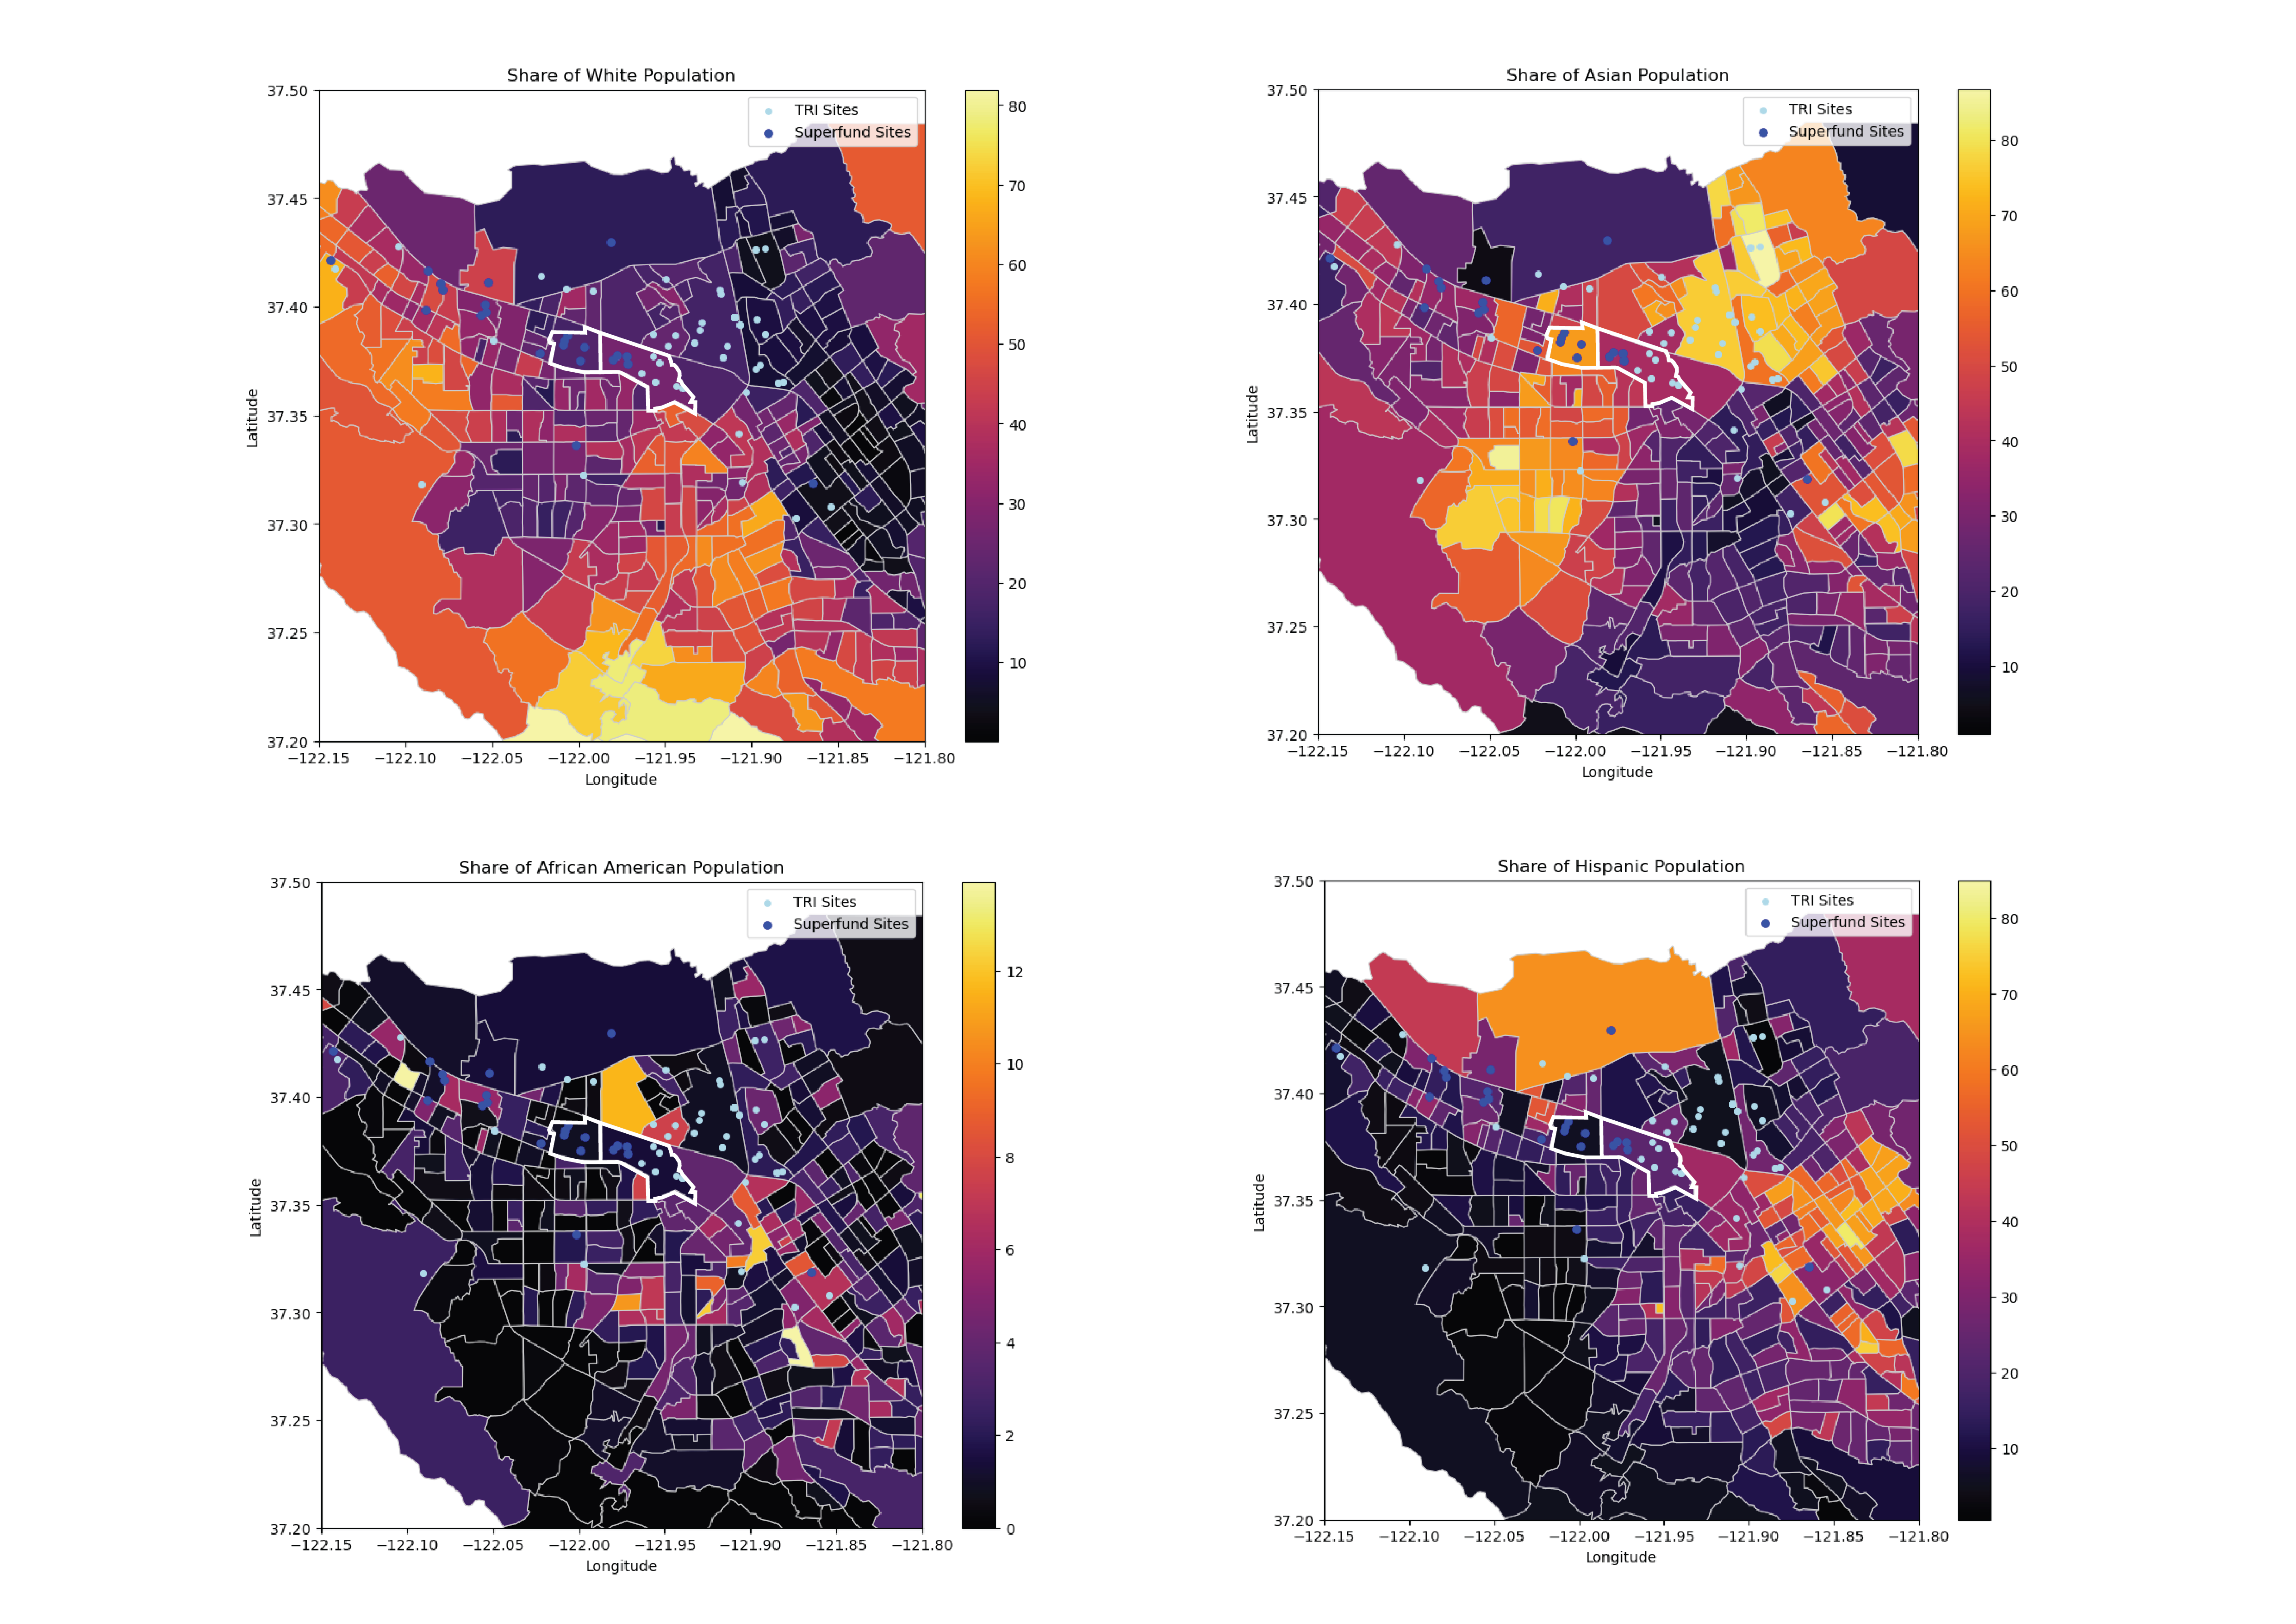 Share of White Population
TRI Sites
Superfund Sites
37.50
37.45
37.40
37.35
37.30
37.25
37.20
Latitude
−122.15 −122.10 −122.05 −122.00 −121.95 −121.90 −121.85 −121.80
Longitude
80
70
60
50
40
30
20
10
Share of Asian Population
TRI Sites
Superfund Sites
37.50
37.45
37.40
37.35
37.30
37.25
37.20
Latitude
−122.15 −122.10 −122.05 −122.00 −121.95 −121.90 −121.85 −121.80
Longitude
80
70
60
50
40
30
20
10
Share of African American Population
TRI Sites
Superfund Sites
37.50
37.45
37.40
37.35
37.30
37.25
37.20
Latitude
−122.15 −122.10 −122.05 −122.00 −121.95 −121.90 −121.85 −121.80
Longitude
12
10
8
6
4
2
0
Share of Hispanic Population
TRI Sites
Superfund Sites
37.50
37.45
37.40
37.35
37.30
37.25
37.20
Latitude
−122.15 −122.10 −122.05 −122.00 −121.95 −121.90 −121.85 −121.80
Longitude
80
70
60
50
40
30
20
10